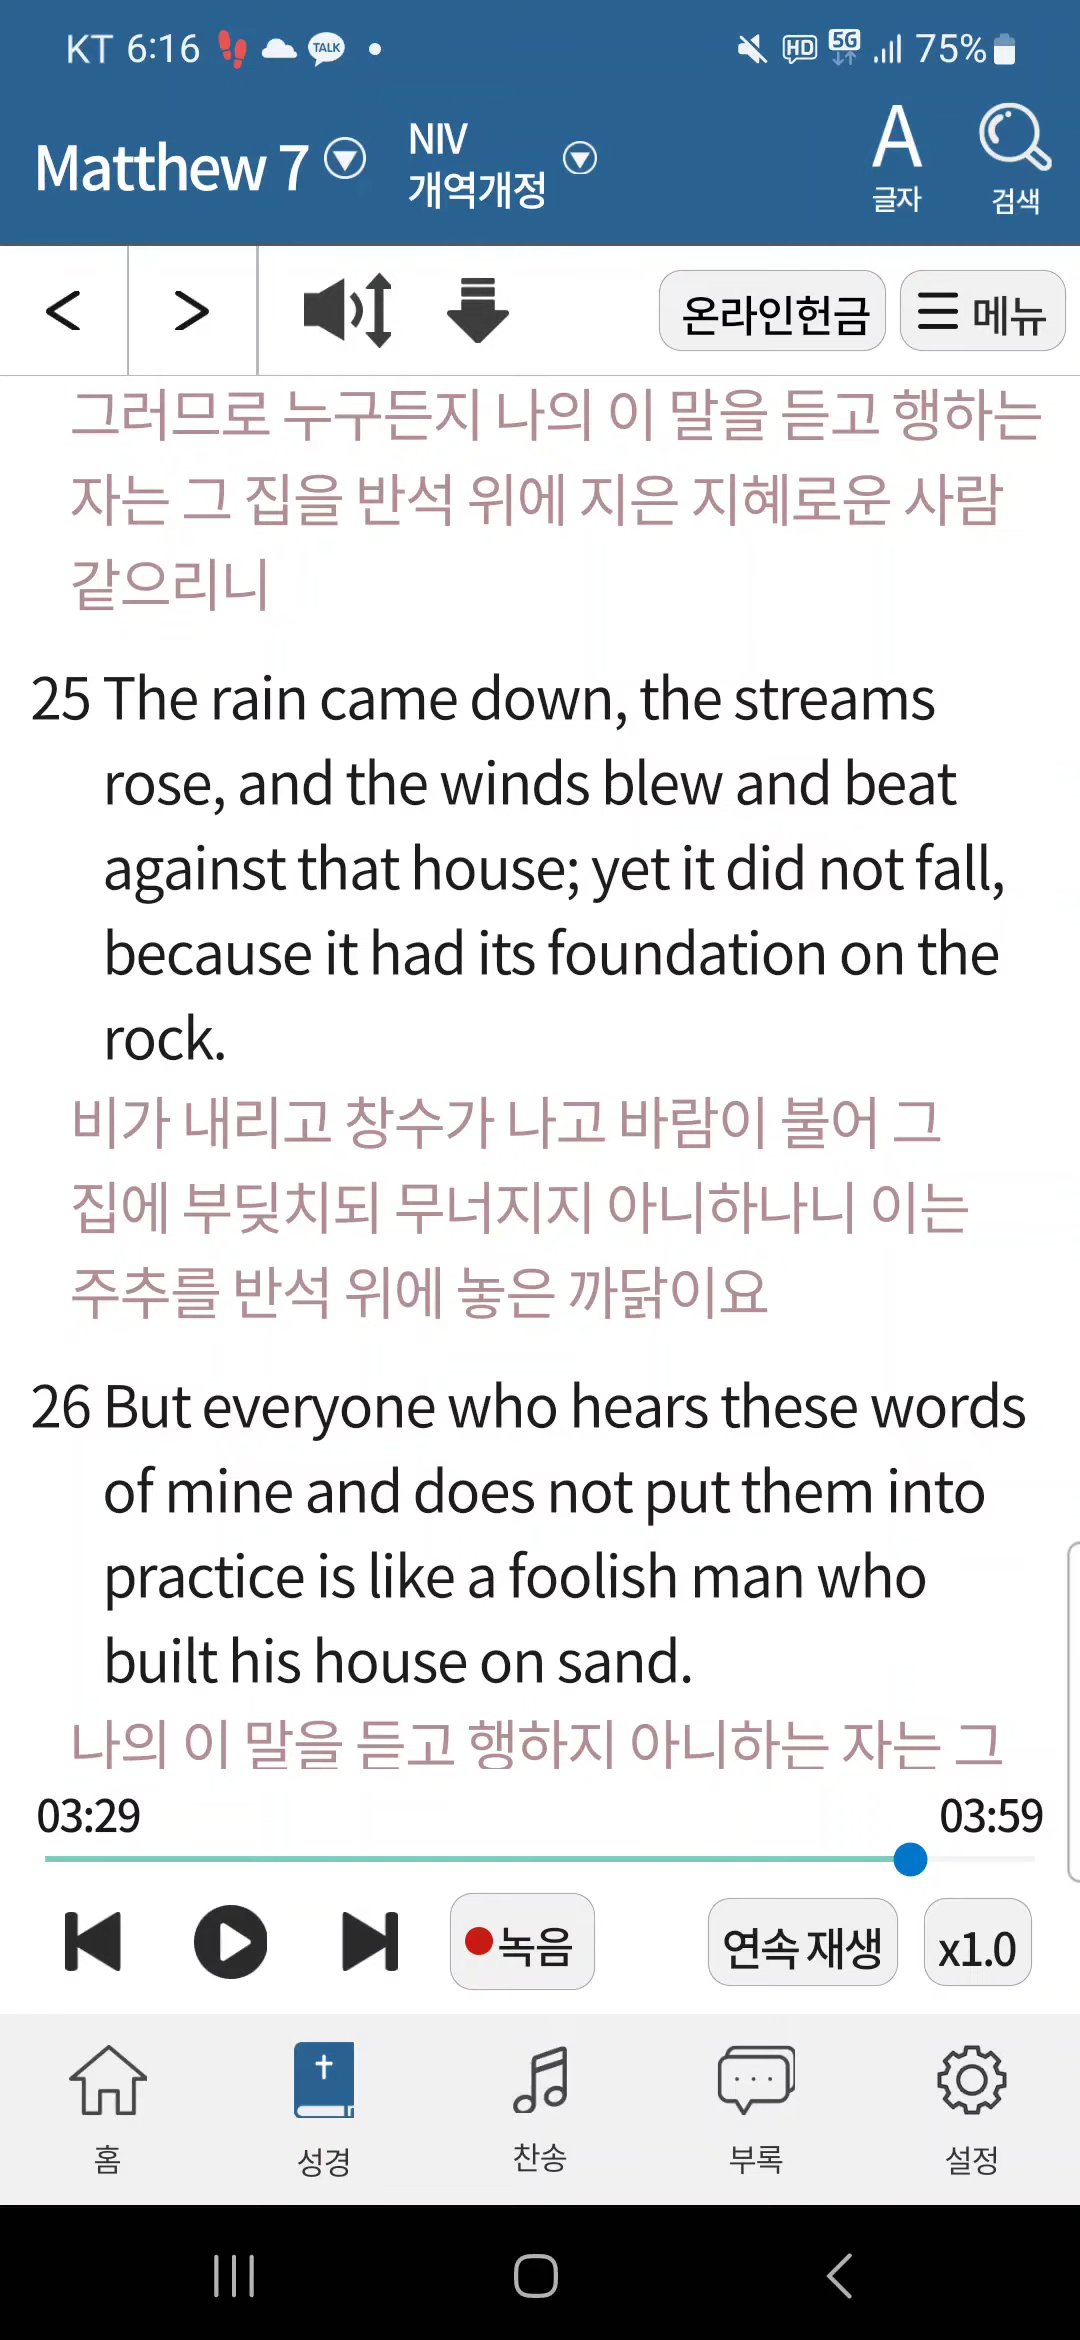 KT 6:16 TALK HD 5G 75%
Matthew 7 NIV 개역개정 A 글자 검색
< > 온라인헌금 메뉴
그러므로 누구든지 나의 이 말을 듣고 행하는
자는 그 집을 반석 위에 지은 지혜로운 사람
같으리니
25 The rain came down, the streams
rose, and the winds blew and beat
against that house; yet it did not fall,
because it had its foundation on the
rock.
비가 내리고 창수가 나고 바람이 불어 그
집에 부딪치되 무너지지 아니하나니 이는
주추를 반석 위에 놓은 까닭이요
26 But everyone who hears these words
of mine and does not put them into
practice is like a foolish man who
built his house on sand.
나의 이 말을 듣고 행하지 아니하는 자는 그
03:29 03:59
녹음 연속 재생 x1.0
홈 성경 찬송 부록 설정